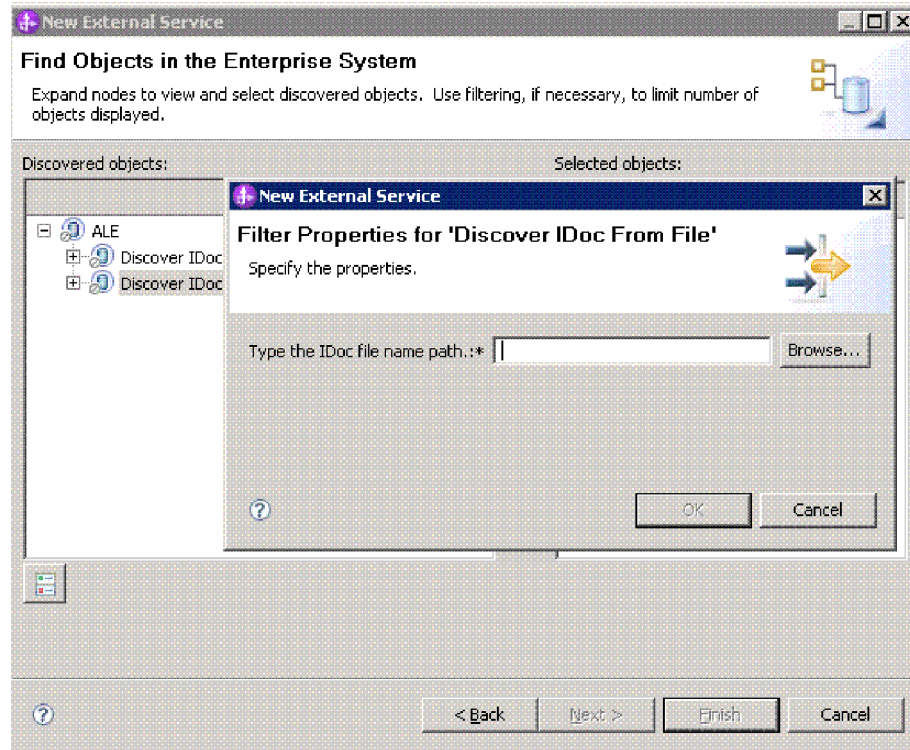 New External Service
Find Objects in the Enterprise System
Expand nodes to view and select discovered objects. Use filtering, if necessary, to limit number of
objects displayed.
Discovered objects:
Selected objects:
New External Service
ALE
Filter Properties for 'Discover IDoc From File'
Discover IDoc
Specify the properties.
Discover IDoc
Type the IDoc file name path.:*
Browse...
OK
Cancel
< Back
Next >
Finish
Cancel